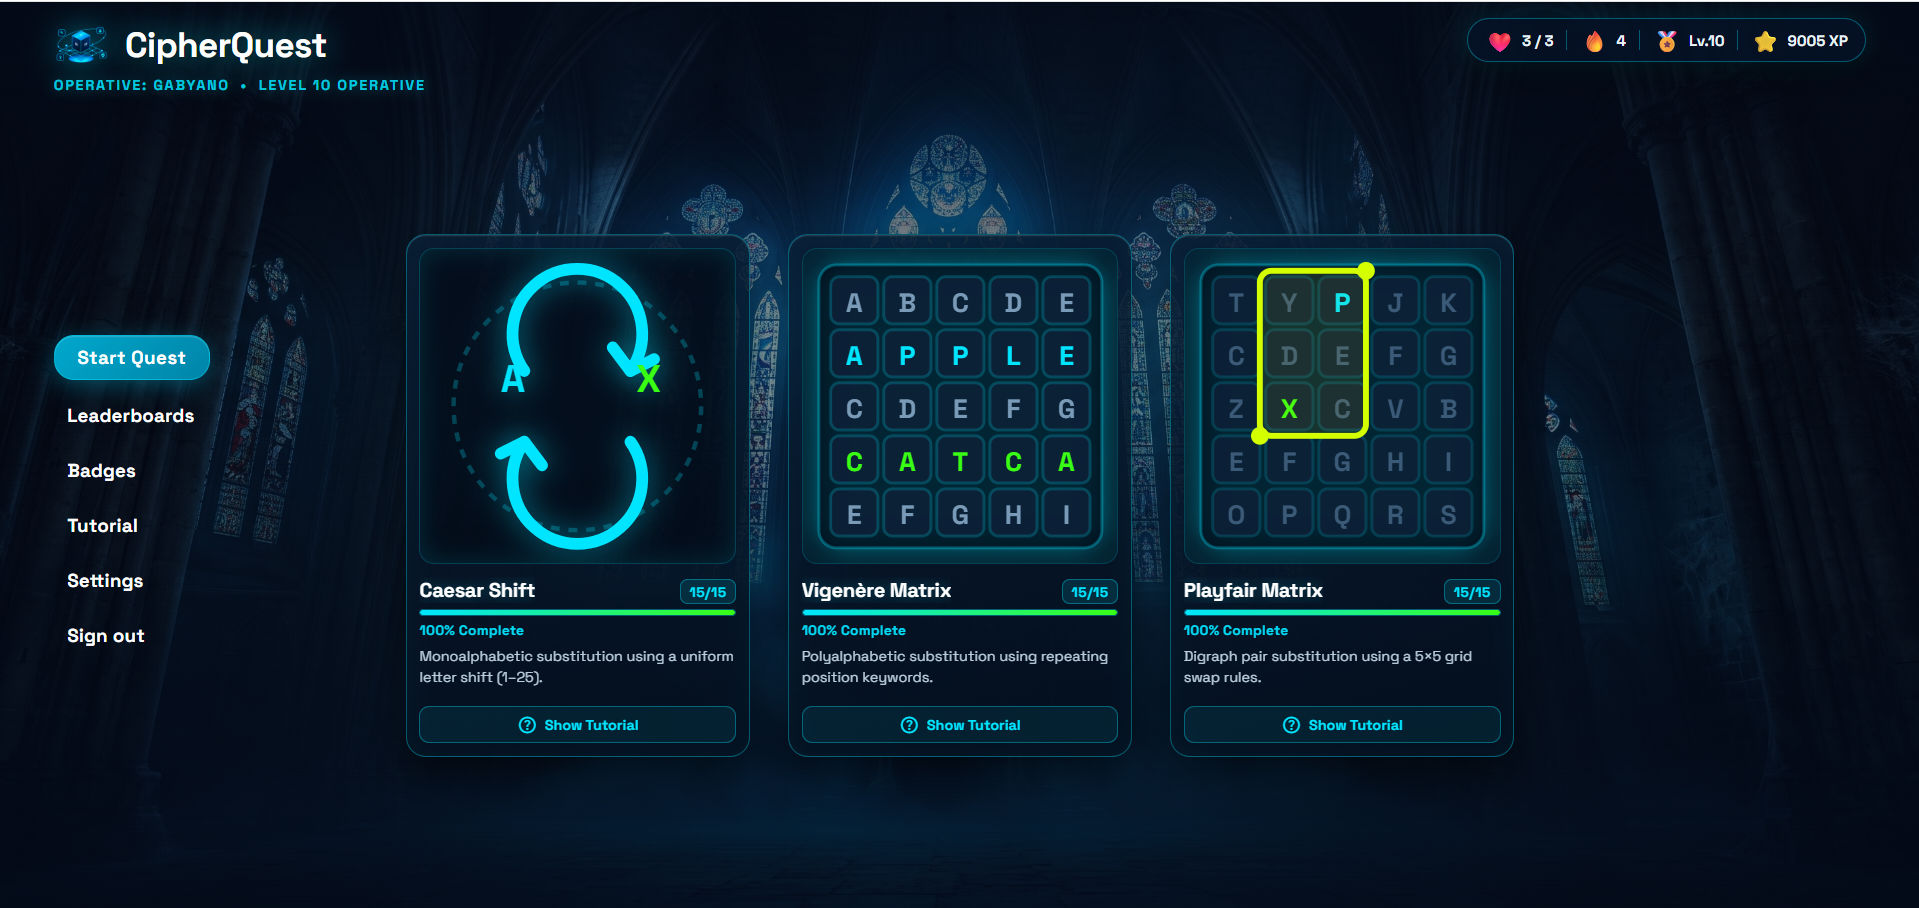 CipherQuest
OPERATIVE: GABYANO • LEVEL 10 OPERATIVE
3 / 3
4
Lv.10
9005 XP
Start Quest
Leaderboards
Badges
Tutorial
Settings
Sign out
A X
Caesar Shift 15/15
100% Complete
Monoalphabetic substitution using a uniform
letter shift (1–25).
Show Tutorial
A B C D E
A P P L E
C D E F G
C A T C A
E F G H I
Vigenère Matrix 15/15
100% Complete
Polyalphabetic substitution using repeating
position keywords.
Show Tutorial
T Y P J K
C D E F G
Z X C V B
E F G H I
O P Q R S
Playfair Matrix 15/15
100% Complete
Digraph pair substitution using a 5×5 grid
swap rules.
Show Tutorial